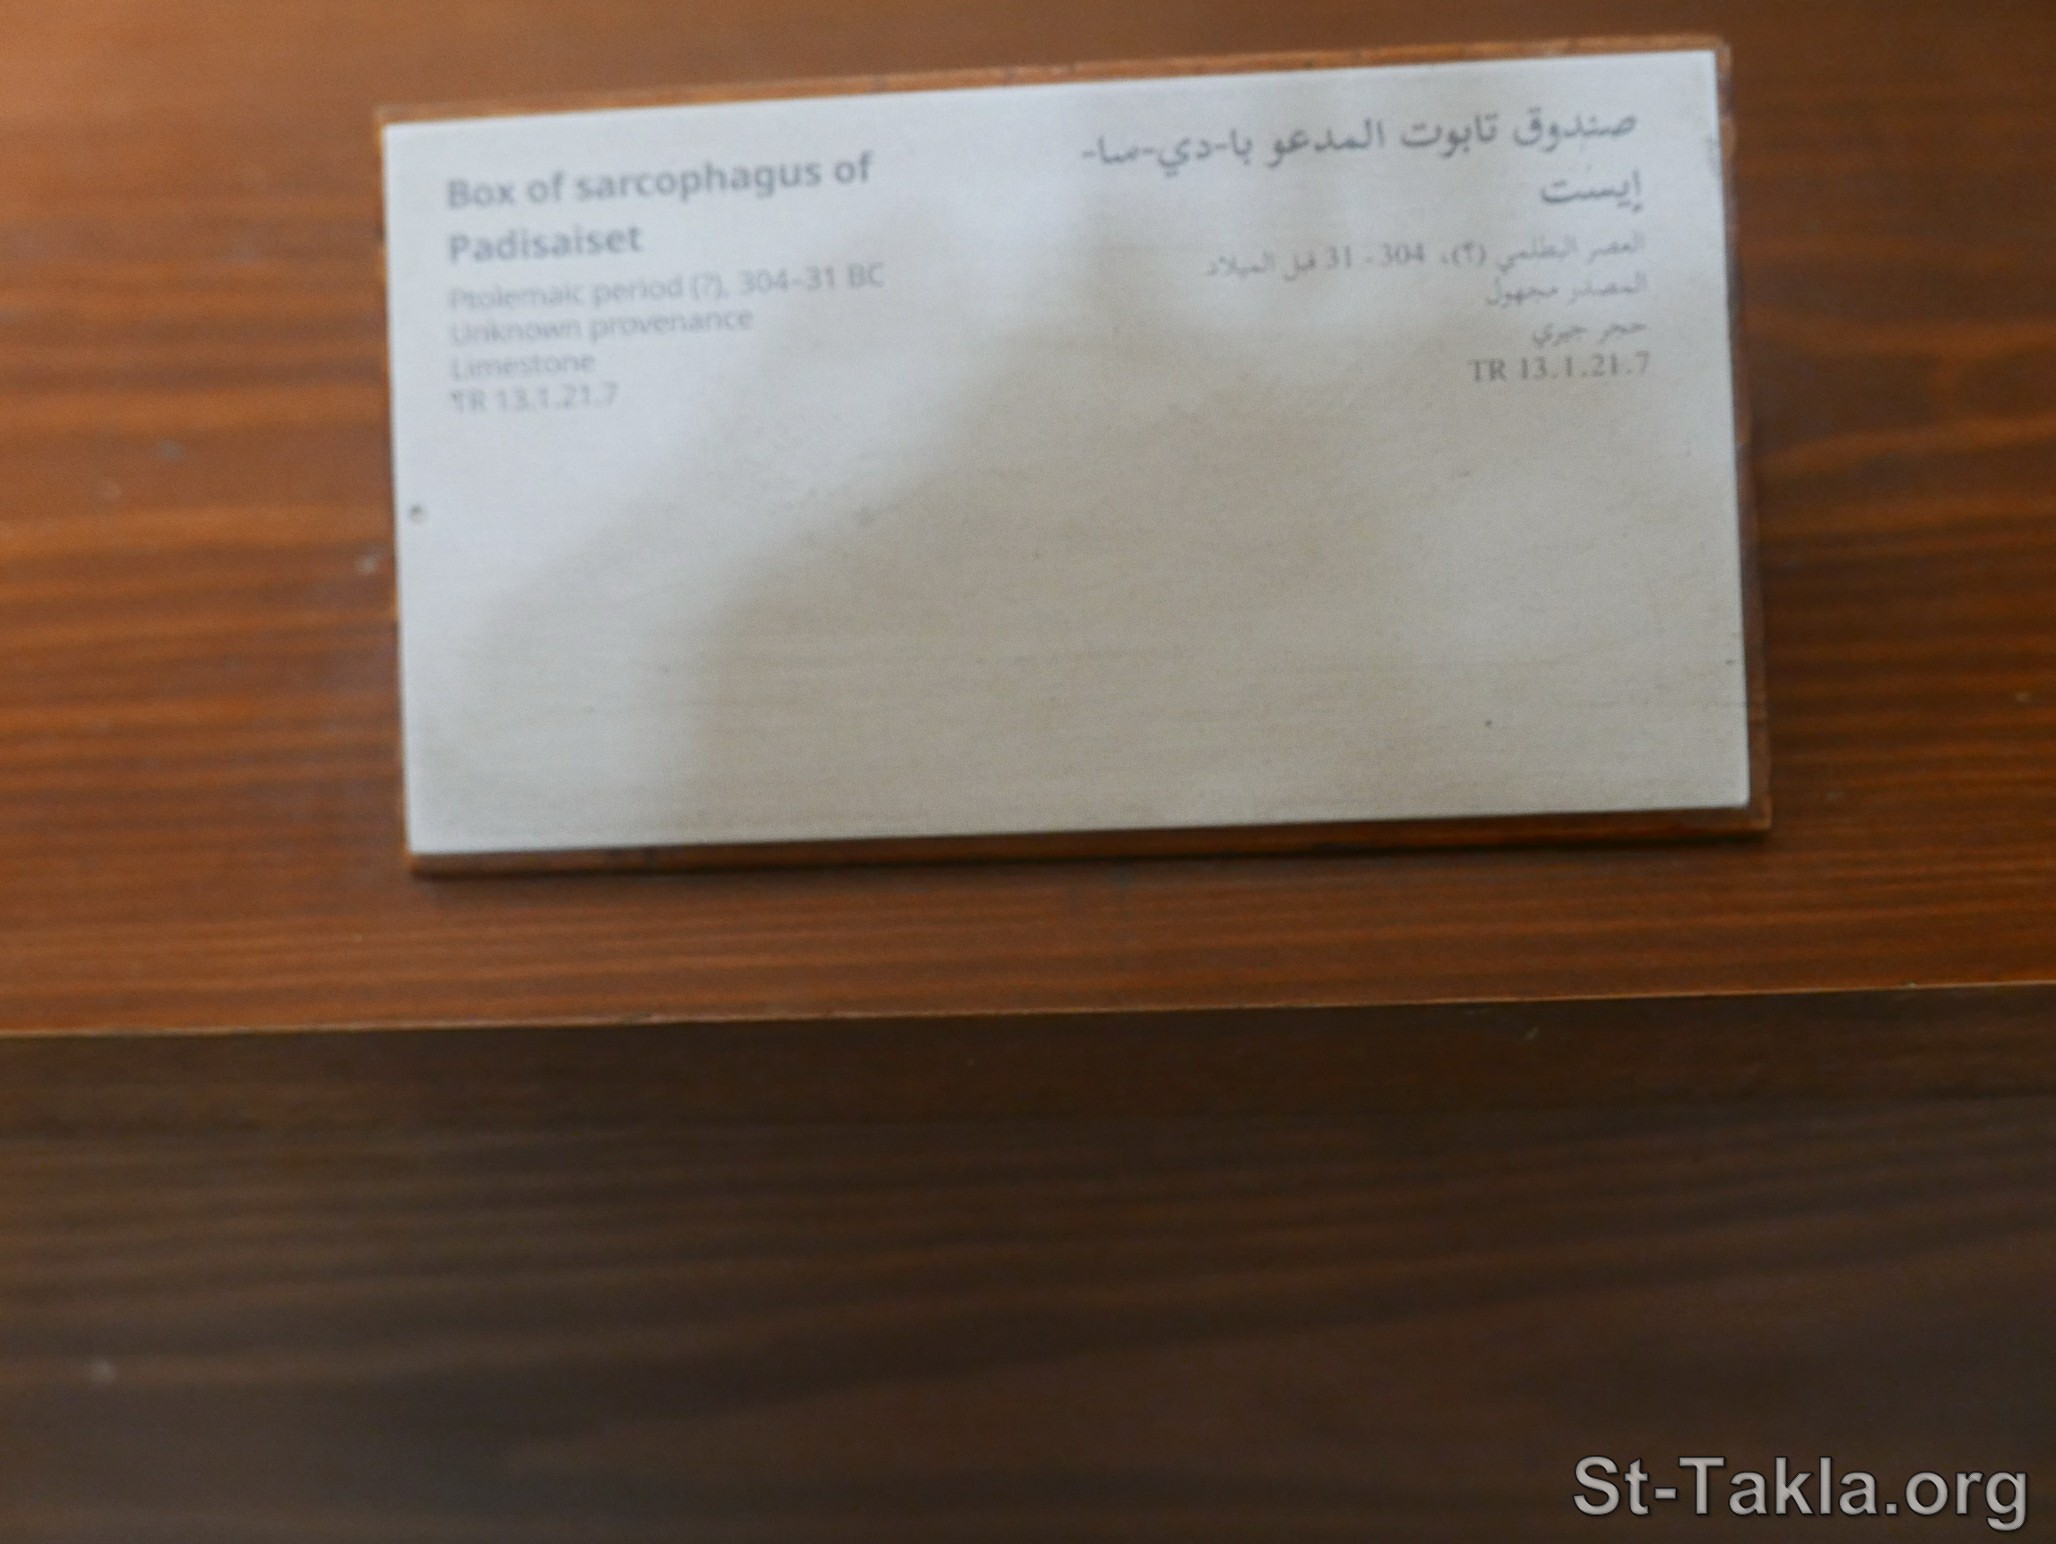 Box of sarcophagus of
Padisaiset
Ptolemaic period (?), 304–31 BC
Unknown provenance
Limestone
TR 13.1.21.7
صندوق تابوت المدعو با-دي-سا-
إيست
العصر البطلمي (؟)، 304 - 31 قبل الميلاد
المصدر مجهول
حجر جيري
TR 13.1.21.7
St-Takla.org